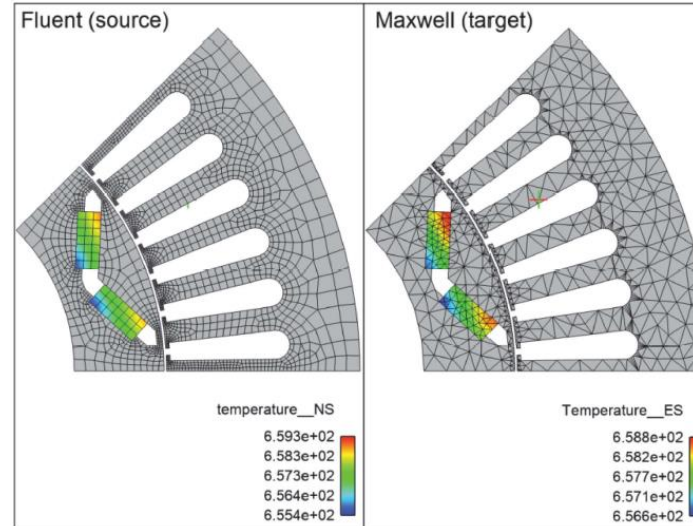 Fluent (source)
Maxwell (target)
temperature__NS
6.593e+02
6.583e+02
6.573e+02
6.564e+02
6.554e+02
Temperature__ES
6.588e+02
6.582e+02
6.577e+02
6.571e+02
6.566e+02